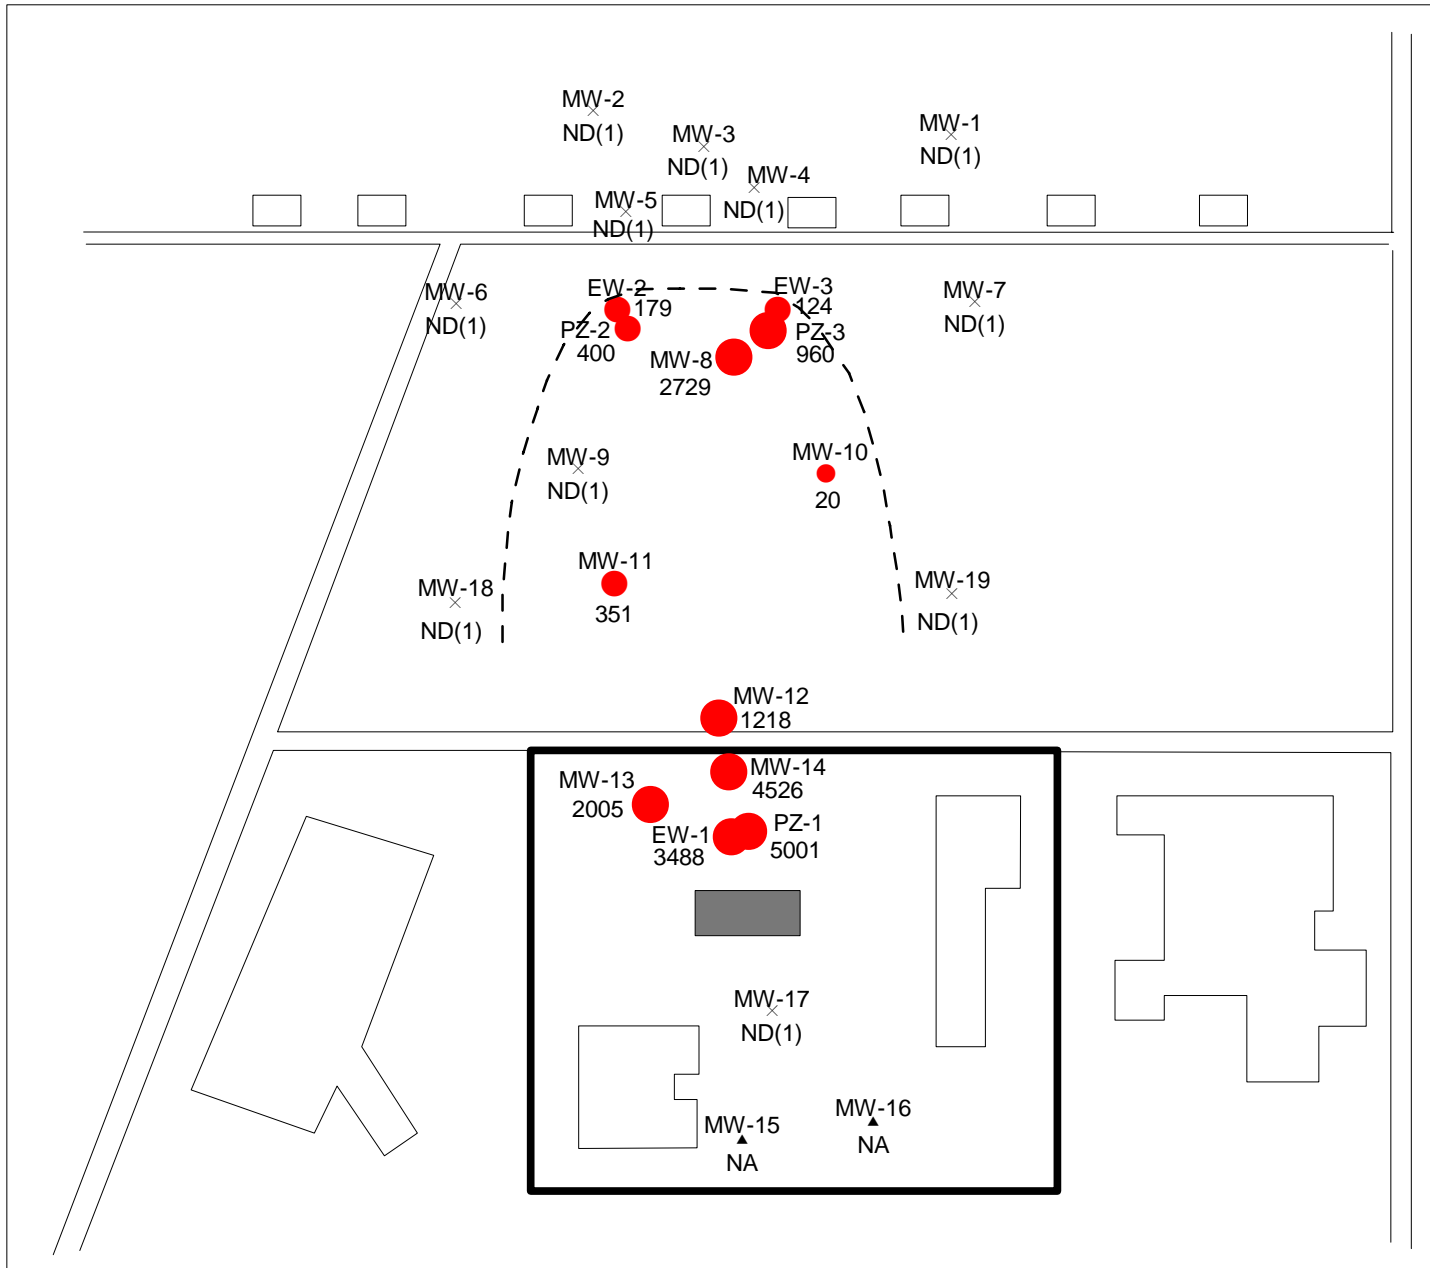 MW-2
ND(1)
MW-3
ND(1)
MW-1
ND(1)
MW-4
ND(1)
MW-5
ND(1)
MW-6
ND(1)
EW-2
179
PZ-2
400
EW-3
124
PZ-3
960
MW-7
ND(1)
MW-8
2729
MW-9
ND(1)
MW-10
20
MW-11
351
MW-18
ND(1)
MW-19
ND(1)
MW-12
1218
MW-14
4526
MW-13
2005
EW-1
3488
PZ-1
5001
MW-17
ND(1)
MW-16
NA
MW-15
NA